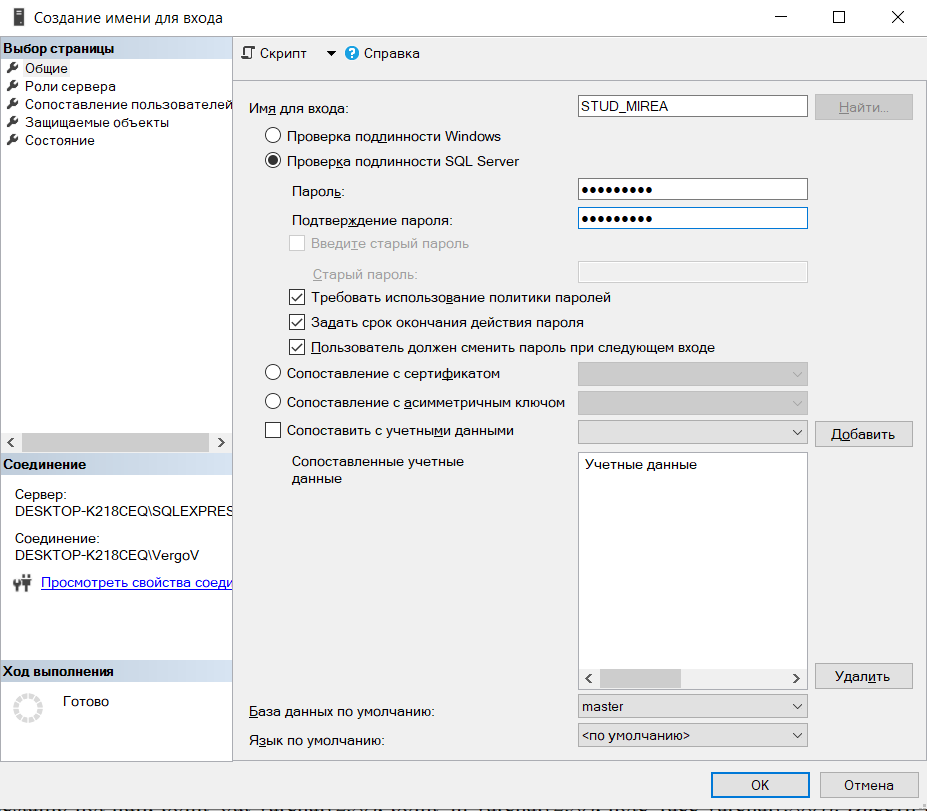 Создание имени для входа
Выбор страницы
Общие
Роли сервера
Сопоставление пользователей
Защищаемые объекты
Состояние
Скрипт
Справка
Имя для входа:
STUD_MIREA
Найти...
Проверка подлинности Windows
Проверка подлинности SQL Server
Пароль:
●●●●●●●●●
Подтверждение пароля:
●●●●●●●●●
Введите старый пароль
Старый пароль:
Требовать использование политики паролей
Задать срок окончания действия пароля
Пользователь должен сменить пароль при следующем входе
Сопоставление с сертификатом
Сопоставление с асимметричным ключом
Сопоставить с учетными данными
Добавить
Сопоставленные учетные
данные
Учетные данные
Удалить
База данных по умолчанию:
master
Язык по умолчанию:
<по умолчанию>
Соединение
Сервер:
DESKTOP-K218CEQ\SQLEXPRES
Соединение:
DESKTOP-K218CEQ\VergoV
Просмотреть свойства соеди
Ход выполнения
Готово
OK
Отмена